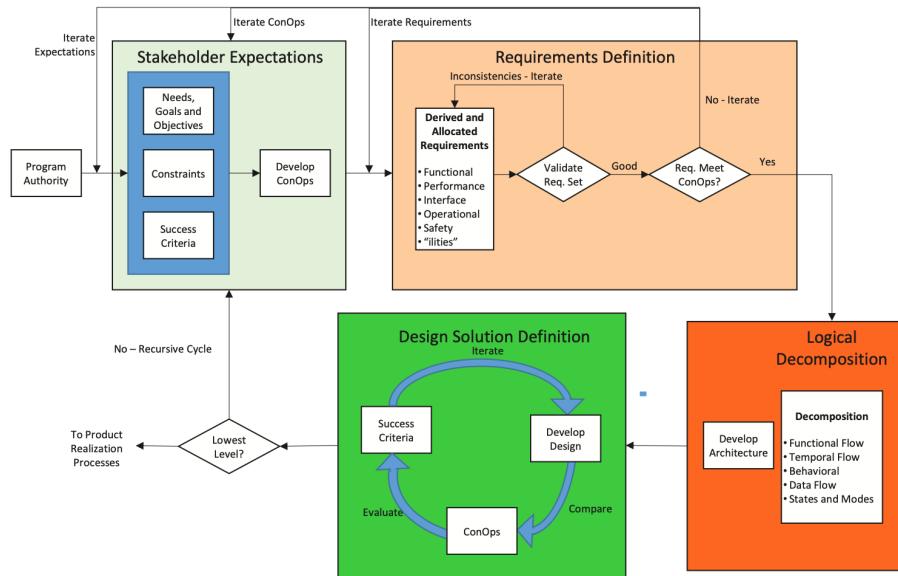 Iterate ConOps
Iterate Requirements
Iterate
Expectations
Stakeholder Expectations
Needs,
Goals and
Objectives
Constraints
Success
Criteria
Program
Authority
Develop
ConOps
Requirements Definition
Inconsistencies - Iterate
No - Iterate
Derived and
Allocated
Requirements
• Functional
• Performance
• Interface
• Operational
• Safety
• “ilities”
Validate
Req. Set
Good
Req. Meet
ConOps?
Yes
Logical
Decomposition
Decomposition
• Functional Flow
• Temporal Flow
• Behavioral
• Data Flow
• States and Modes
Develop
Architecture
Design Solution Definition
Iterate
Success
Criteria
Develop
Design
Evaluate
Compare
ConOps
No – Recursive Cycle
Lowest
Level?
To Product
Realization
Processes